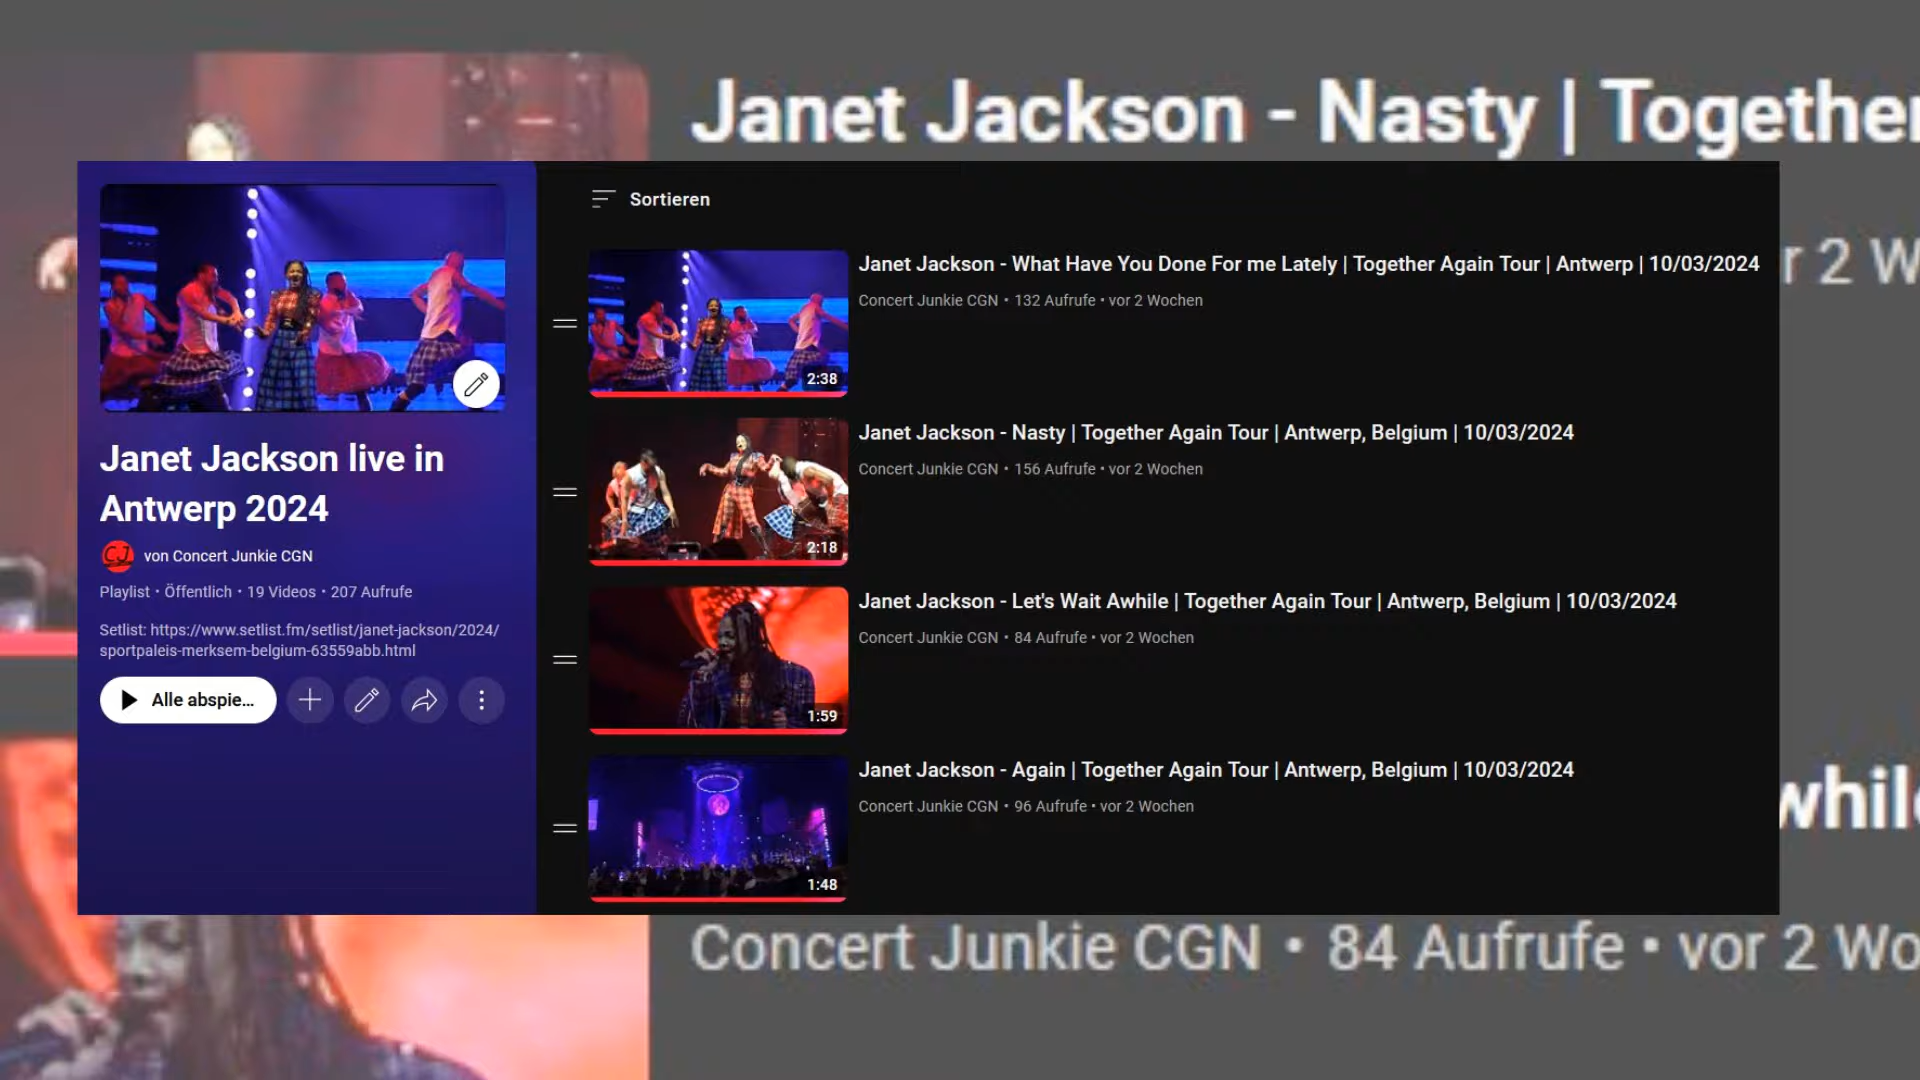 Janet Jackson - Nasty | Together
r 2 W
Sortieren
Janet Jackson - What Have You Done For me Lately | Together Again Tour | Antwerp | 10/03/2024
Concert Junkie CGN • 132 Aufrufe • vor 2 Wochen
2:38
Janet Jackson - Nasty | Together Again Tour | Antwerp, Belgium | 10/03/2024
Concert Junkie CGN • 156 Aufrufe • vor 2 Wochen
2:18
Janet Jackson - Let's Wait Awhile | Together Again Tour | Antwerp, Belgium | 10/03/2024
Concert Junkie CGN • 84 Aufrufe • vor 2 Wochen
1:59
Janet Jackson - Again | Together Again Tour | Antwerp, Belgium | 10/03/2024
Concert Junkie CGN • 96 Aufrufe • vor 2 Wochen
1:48
Janet Jackson live in
Antwerp 2024
CJ
von Concert Junkie CGN
Playlist • Öffentlich • 19 Videos • 207 Aufrufe
Setlist: https://www.setlist.fm/setlist/janet-jackson/2024/
sportpaleis-merksem-belgium-63559abb.html
Alle abspie...
while
Concert Junkie CGN • 84 Aufrufe • vor 2 Wo